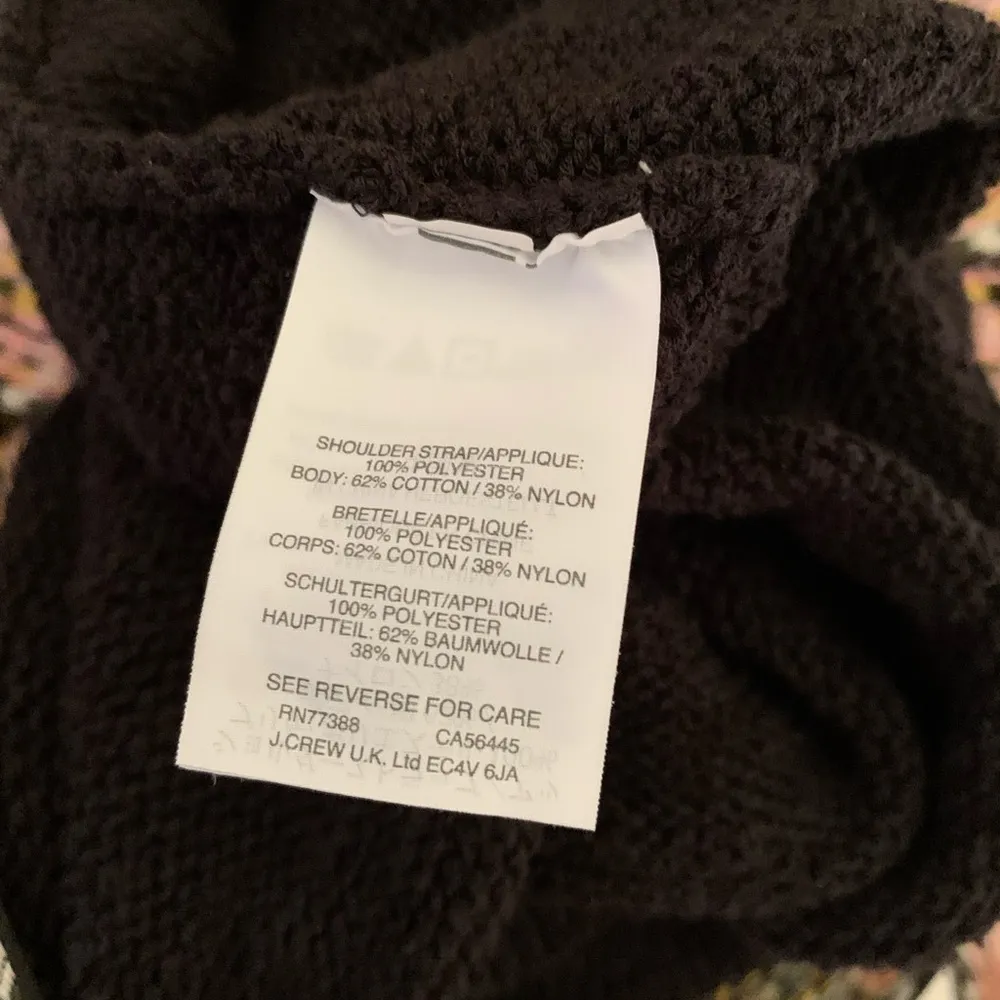 SHOULDER STRAP/APPLIQUE:
100% POLYESTER
BODY: 62% COTTON / 38% NYLON
BRETELLE/APPLIQUÉ:
100% POLYESTER
CORPS: 62% COTON / 38% NYLON
SCHULTERGURT/APPLIQUÉ:
100% POLYESTER
HAUPTTEIL: 62% BAUMWOLLE /
38% NYLON
SEE REVERSE FOR CARE
RN77388 CA56445
J.CREW U.K. Ltd EC4V 6JA